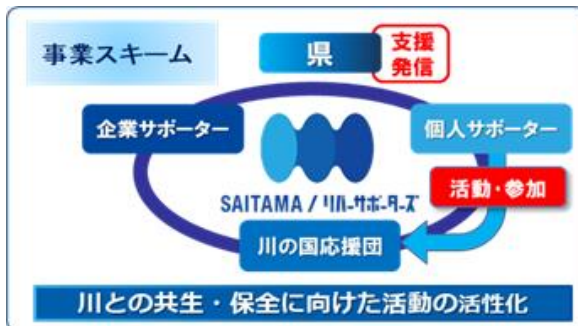 事業スキーム
県
支援
発信
企業サポーター
個人サポーター
活動・参加
SAITAMA / リバーサポーターズ
川の国応援団
川との共生・保全に向けた活動の活性化